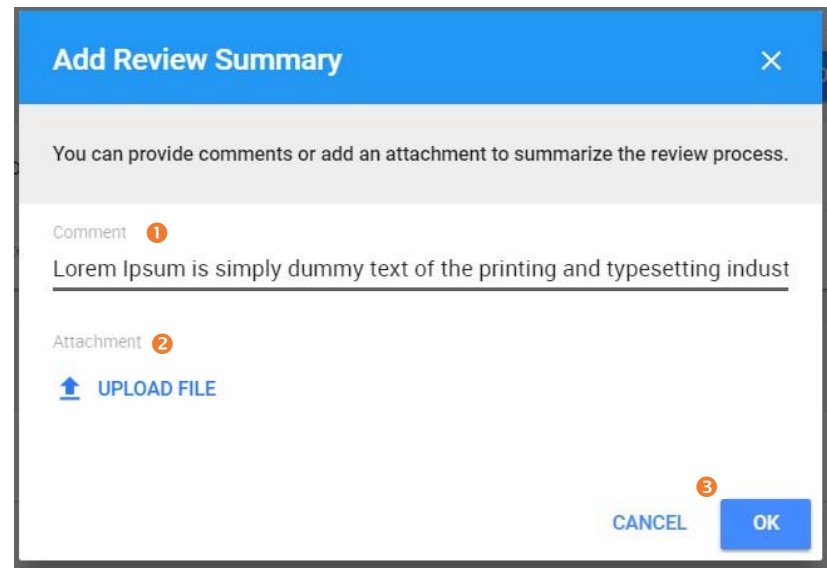 Add Review Summary
You can provide comments or add an attachment to summarize the review process.
Comment 1
Lorem Ipsum is simply dummy text of the printing and typesetting indust
Attachment 2
UPLOAD FILE
3
CANCEL OK